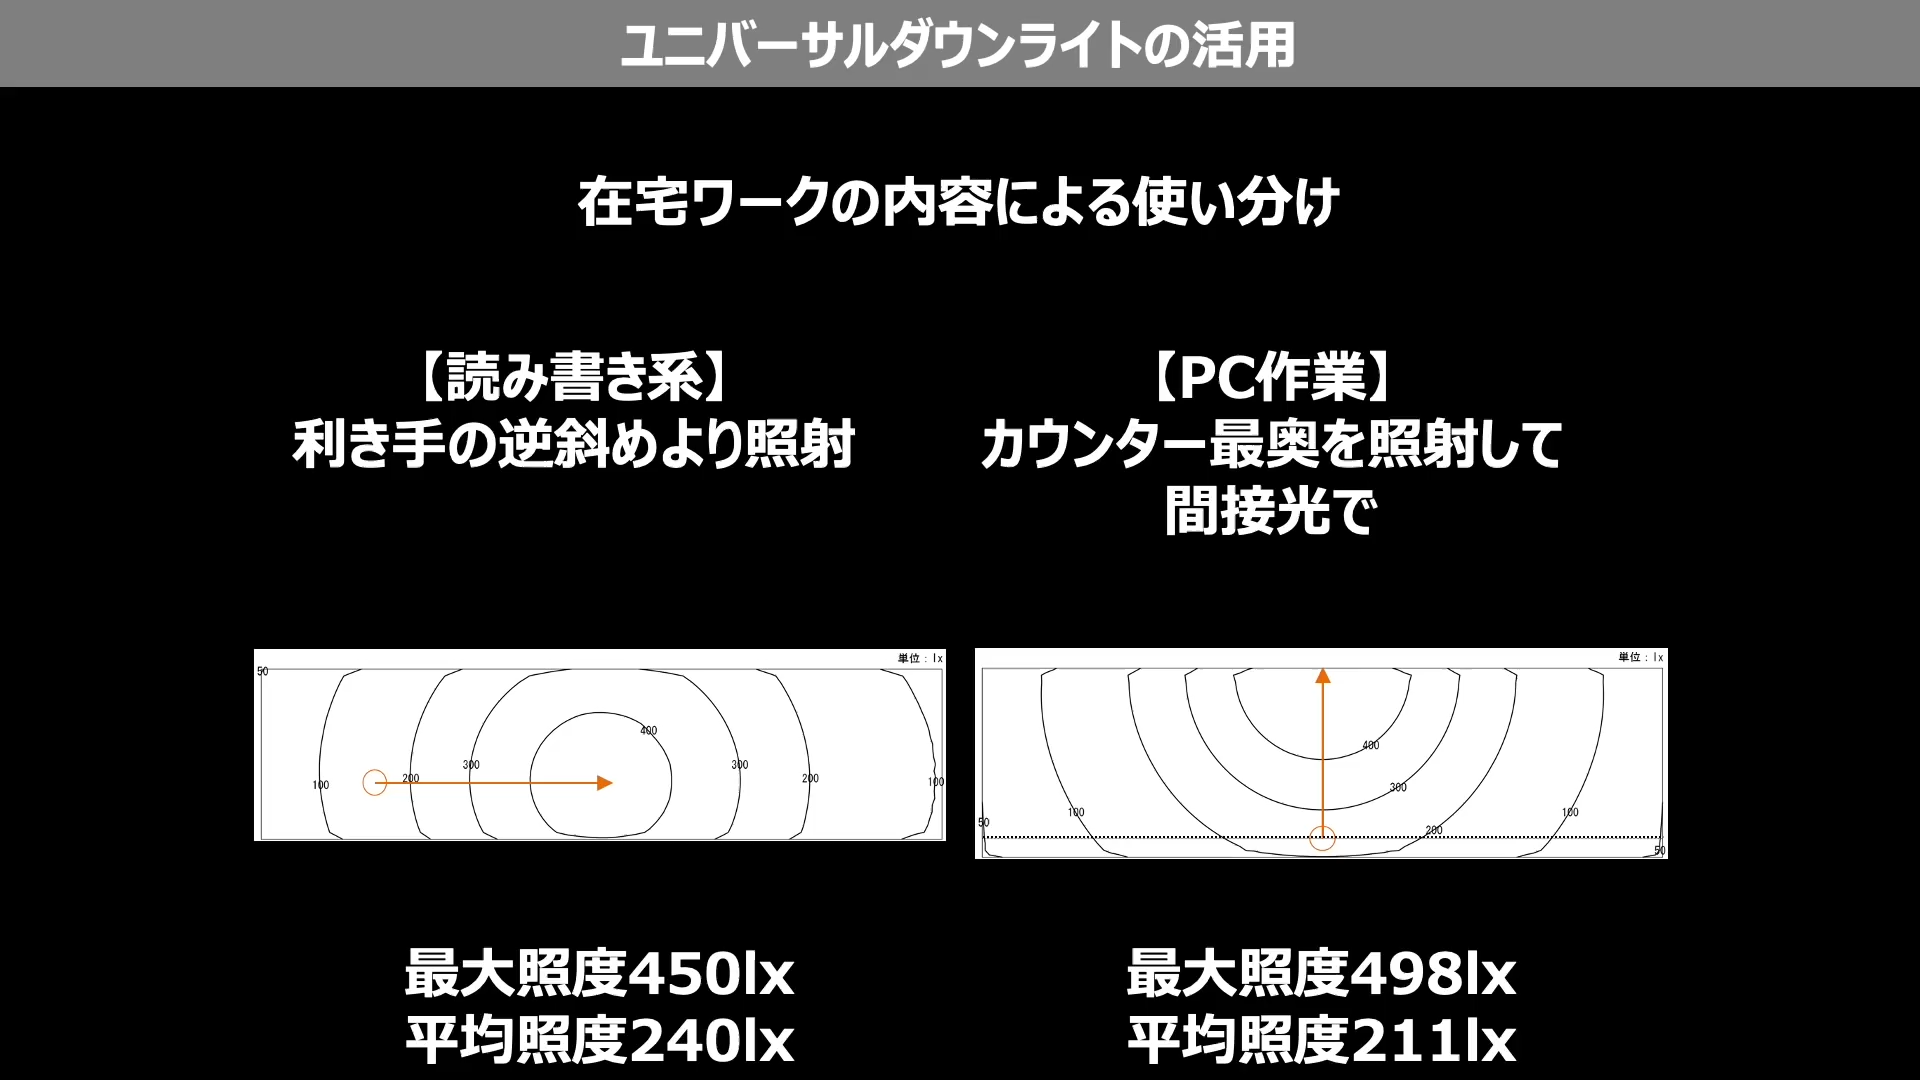 ユニバーサルダウンライトの活用
在宅ワークの内容による使い分け
【読み書き系】
利き手の逆斜めより照射
【PC作業】
カウンター最奥を照射して
間接光で
単位：lx
50
400
300
300
200
200
100
100
単位：lx
400
300
100
100
50
200
50
最大照度450lx
平均照度240lx
最大照度498lx
平均照度211lx